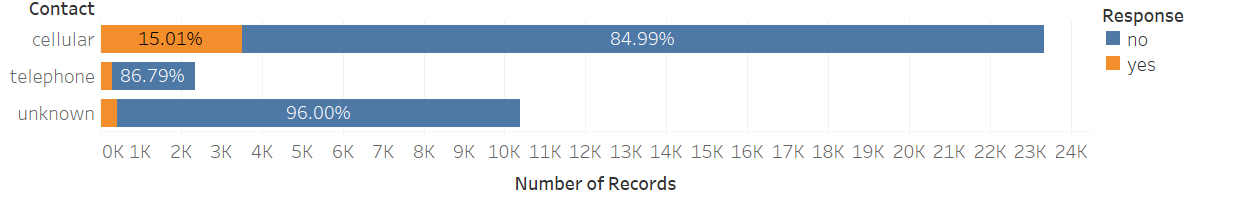 Contact
cellular 15.01% 84.99%
telephone 86.79%
unknown 96.00%
0K 1K 2K 3K 4K 5K 6K 7K 8K 9K 10K 11K 12K 13K 14K 15K 16K 17K 18K 19K 20K 21K 22K 23K 24K
Number of Records
Response
no
yes